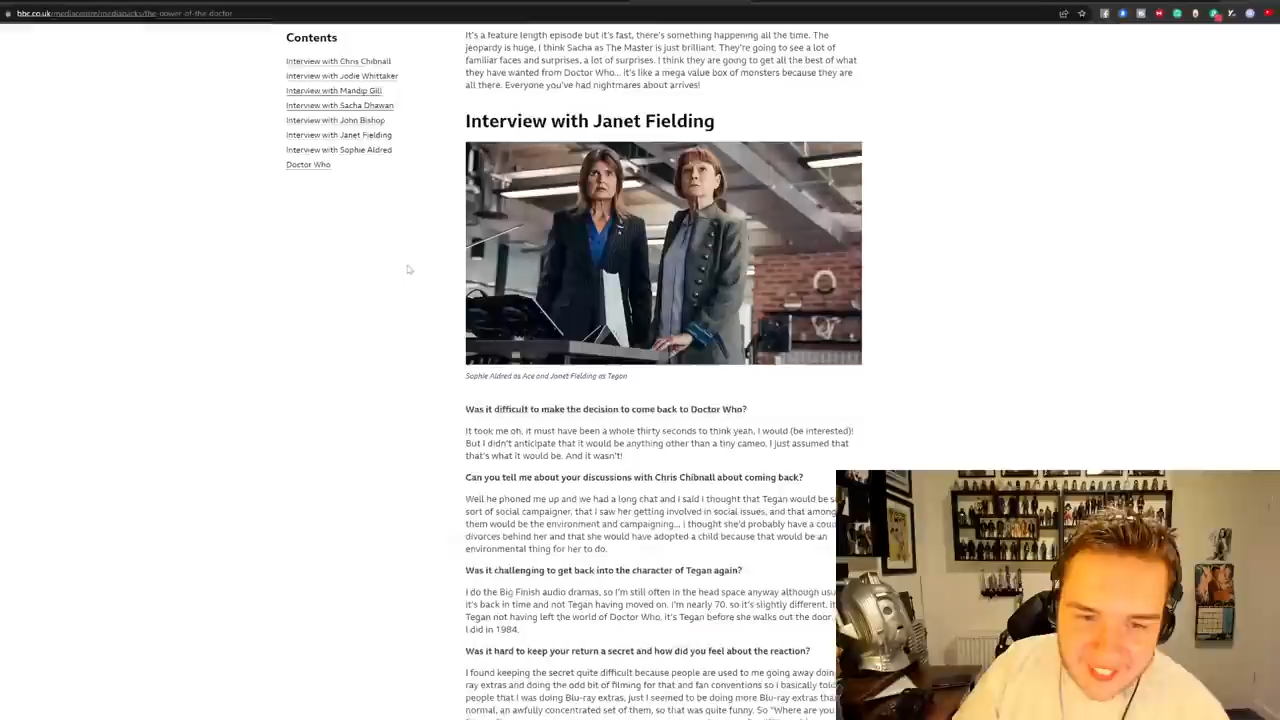 bbc.co.uk/mediacentre/mediapacks/the-power-of-the-doctor
Contents
Interview with Chris Chibnall
Interview with Jodie Whittaker
Interview with Mandip Gill
Interview with Sacha Dhawan
Interview with John Bishop
Interview with Janet Fielding
Interview with Sophie Aldred
Doctor Who
It's a feature length episode but it's fast, there's something happening all the time. The
jeopardy is huge, I think Sacha as The Master is just brilliant. They're going to see a lot of
familiar faces and surprises, a lot of surprises. I think they are going to get all the best of what
they have wanted from Doctor Who... it's like a mega value box of monsters because they are
all there. Everyone you've had nightmares about arrives!
Interview with Janet Fielding
Sophie Aldred as Ace and Janet Fielding as Tegan
Was it difficult to make the decision to come back to Doctor Who?
It took me oh, it must have been a whole thirty seconds to think yeah, I would (be interested)!
But I didn't anticipate that it would be anything other than a tiny cameo, I just assumed that
that's what it would be. And it wasn't!
Can you tell me about your discussions with Chris Chibnall about coming back?
Well he phoned me up and we had a long chat and I said I thought that Tegan would be s
sort of social campaigner, that I saw her getting involved in social issues, and that among
them would be the environment and campaigning... I thought she'd probably have a cou
divorces behind her and that she would have adopted a child because that would be an
environmental thing for her to do.
Was it challenging to get back into the character of Tegan again?
I do the Big Finish audio dramas, so I'm still often in the head space anyway although usu
it's back in time and not Tegan having moved on. I'm nearly 70, so it's slightly different, it
Tegan not having left the world of Doctor Who, it's Tegan before she walks out the door
I did in 1984.
Was it hard to keep your return a secret and how did you feel about the reaction?
I found keeping the secret quite difficult because people are used to me going away doin
ray extras and doing the odd bit of filming for that and fan conventions so i basically told
people that I was doing Blu-ray extras, just I seemed to be doing more Blu-ray extras than
normal, an awfully concentrated set of them, so that was quite funny. So "Where are you